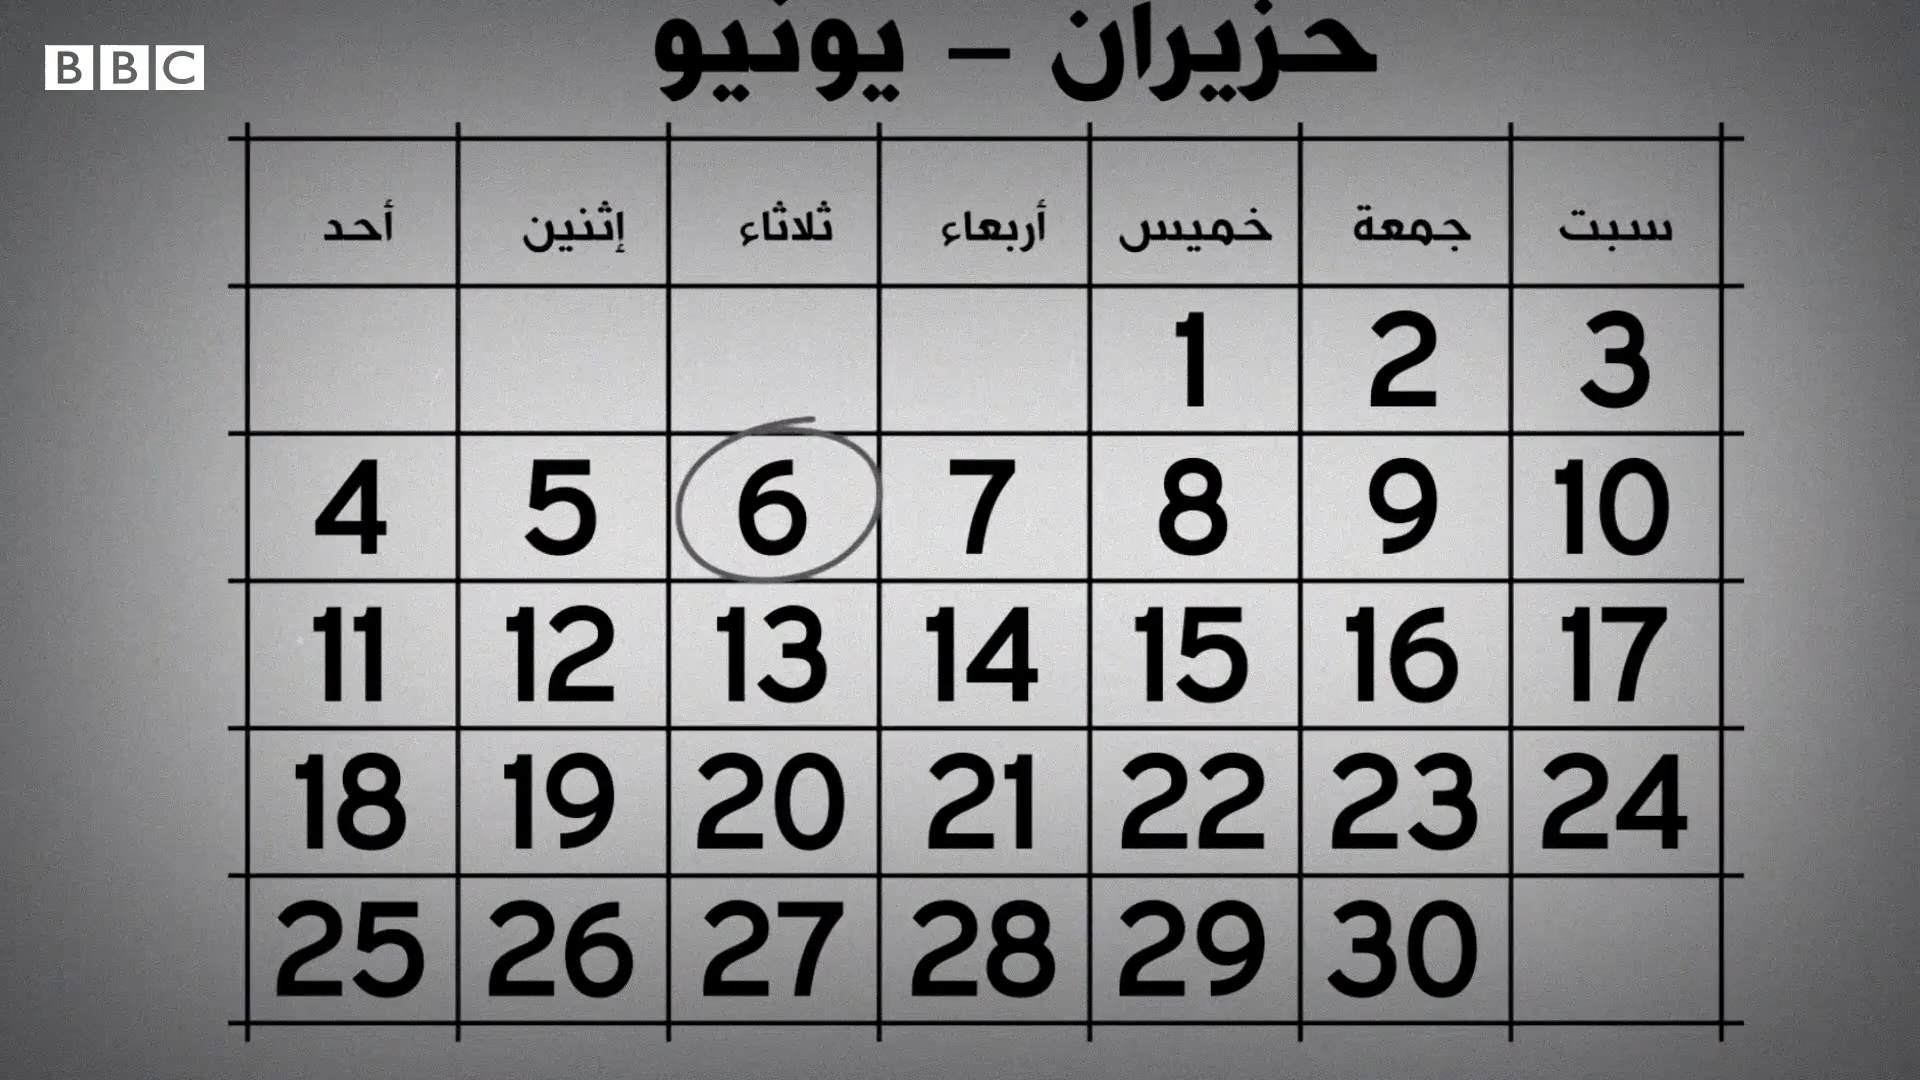 BBC
حزيران - يونيو
أحد إثنين ثلاثاء أربعاء خميس جمعة سبت
1 2 3
4 5 6 7 8 9 10
11 12 13 14 15 16 17
18 19 20 21 22 23 24
25 26 27 28 29 30